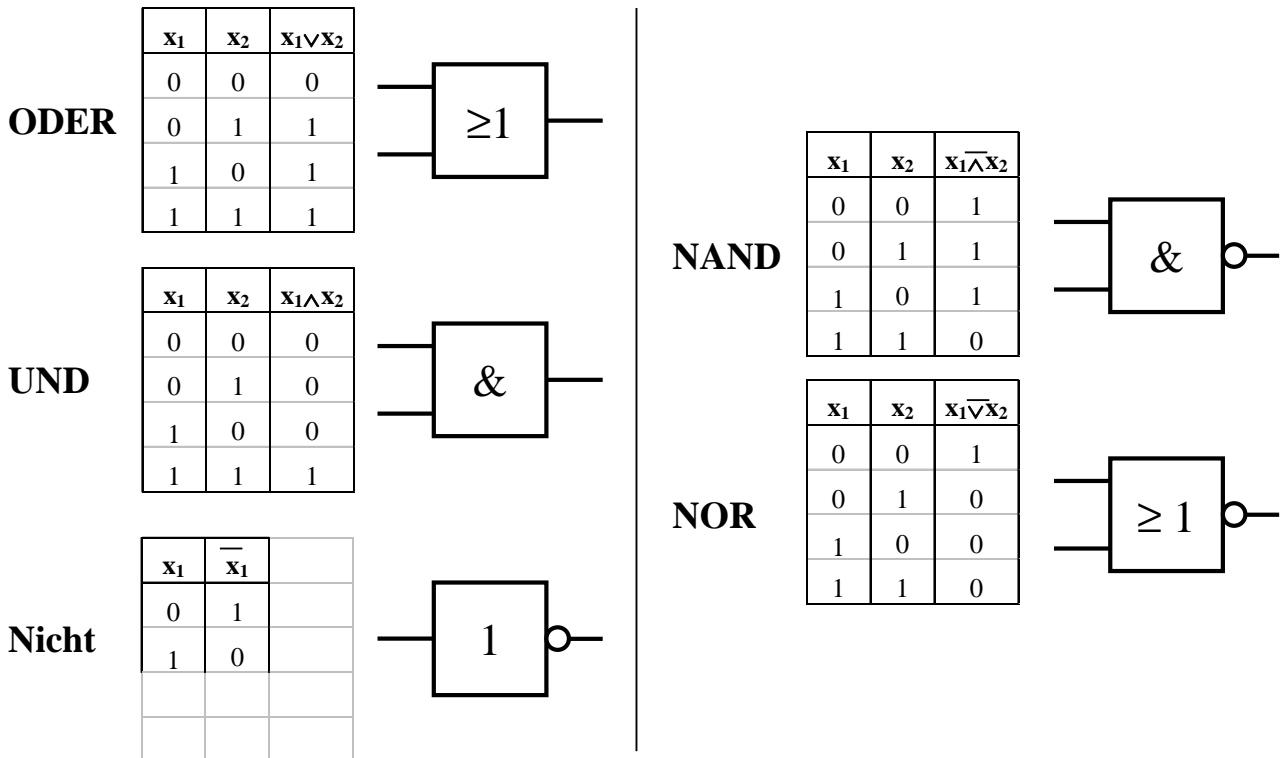 ODER
x₁ x₂ x₁∨x₂
0 0 0
0 1 1
1 0 1
1 1 1
≥1
UND
x₁ x₂ x₁∧x₂
0 0 0
0 1 0
1 0 0
1 1 1
&
Nicht
x₁ x̅₁
0 1
1 0
1
NAND
x₁ x₂ x₁∧̅x₂
0 0 1
0 1 1
1 0 1
1 1 0
&
NOR
x₁ x₂ x₁∨̅x₂
0 0 1
0 1 0
1 0 0
1 1 0
≥ 1